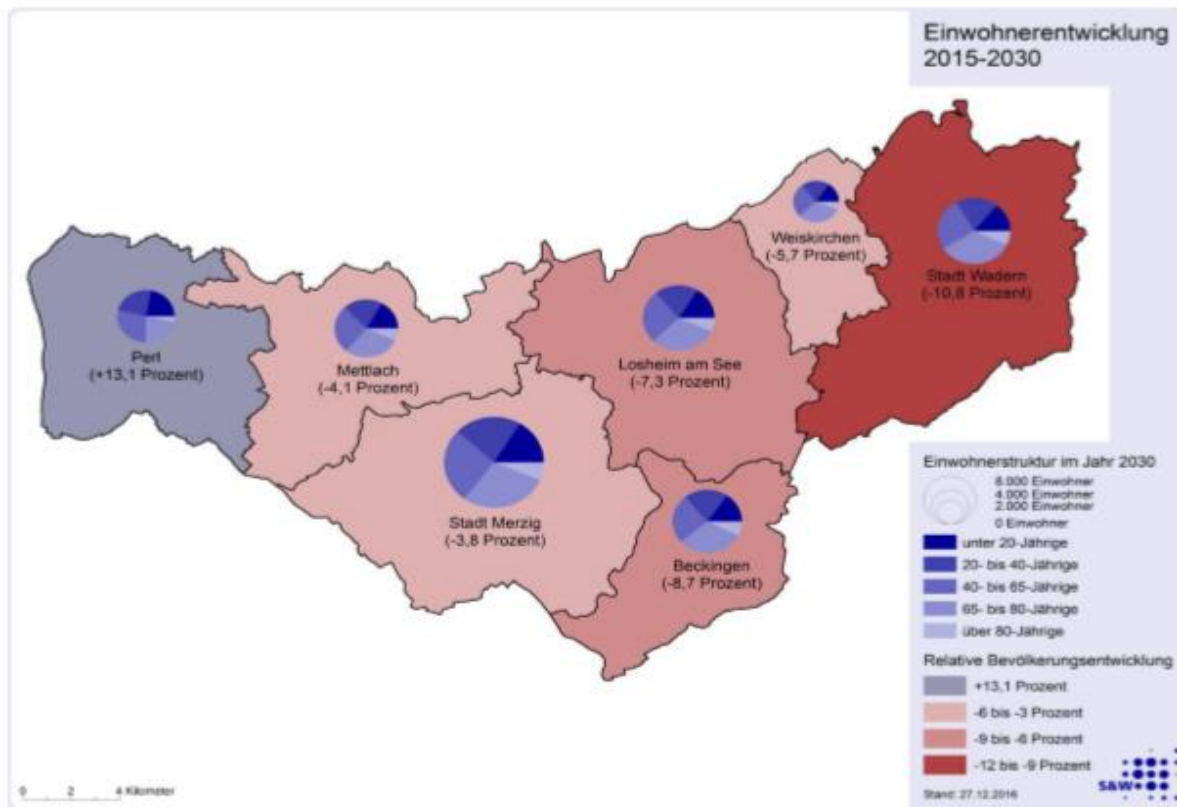 Einwohnerentwicklung
2015-2030
Weiskirchen
(-5,7 Prozent)
Stadt Wadern
(-10,8 Prozent)
Perl
(+13,1 Prozent)
Mettlach
(-4,1 Prozent)
Losheim am See
(-7,3 Prozent)
Stadt Merzig
(-3,8 Prozent)
Beckingen
(-8,7 Prozent)
Einwohnerstruktur im Jahr 2030
8.000 Einwohner
4.000 Einwohner
2.000 Einwohner
0 Einwohner
unter 20-Jährige
20- bis 40-Jährige
40- bis 65-Jährige
65- bis 80-Jährige
über 80-Jährige
Relative Bevölkerungsentwicklung
+13,1 Prozent
-6 bis -3 Prozent
-9 bis -6 Prozent
-12 bis -9 Prozent
S&W
Stand: 27.12.2016
0 2 4 Kilometer